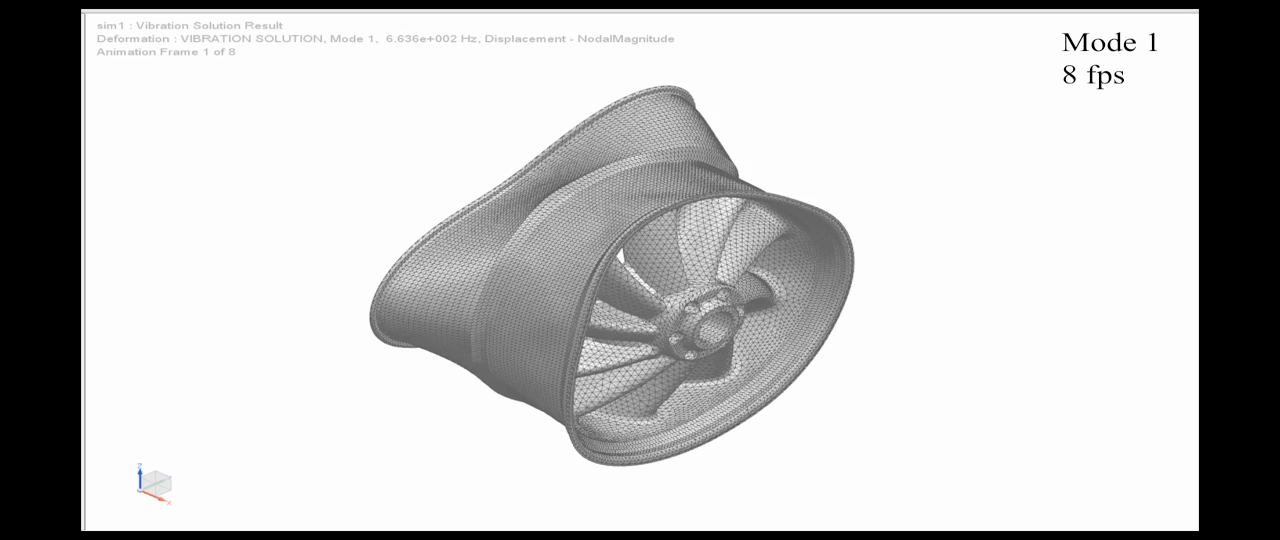 sim1 : Vibration Solution Result
Deformation : VIBRATION SOLUTION, Mode 1, 6.636e+002 Hz, Displacement - NodalMagnitude
Animation Frame 1 of 8
Mode 1
8 fps
Z
X